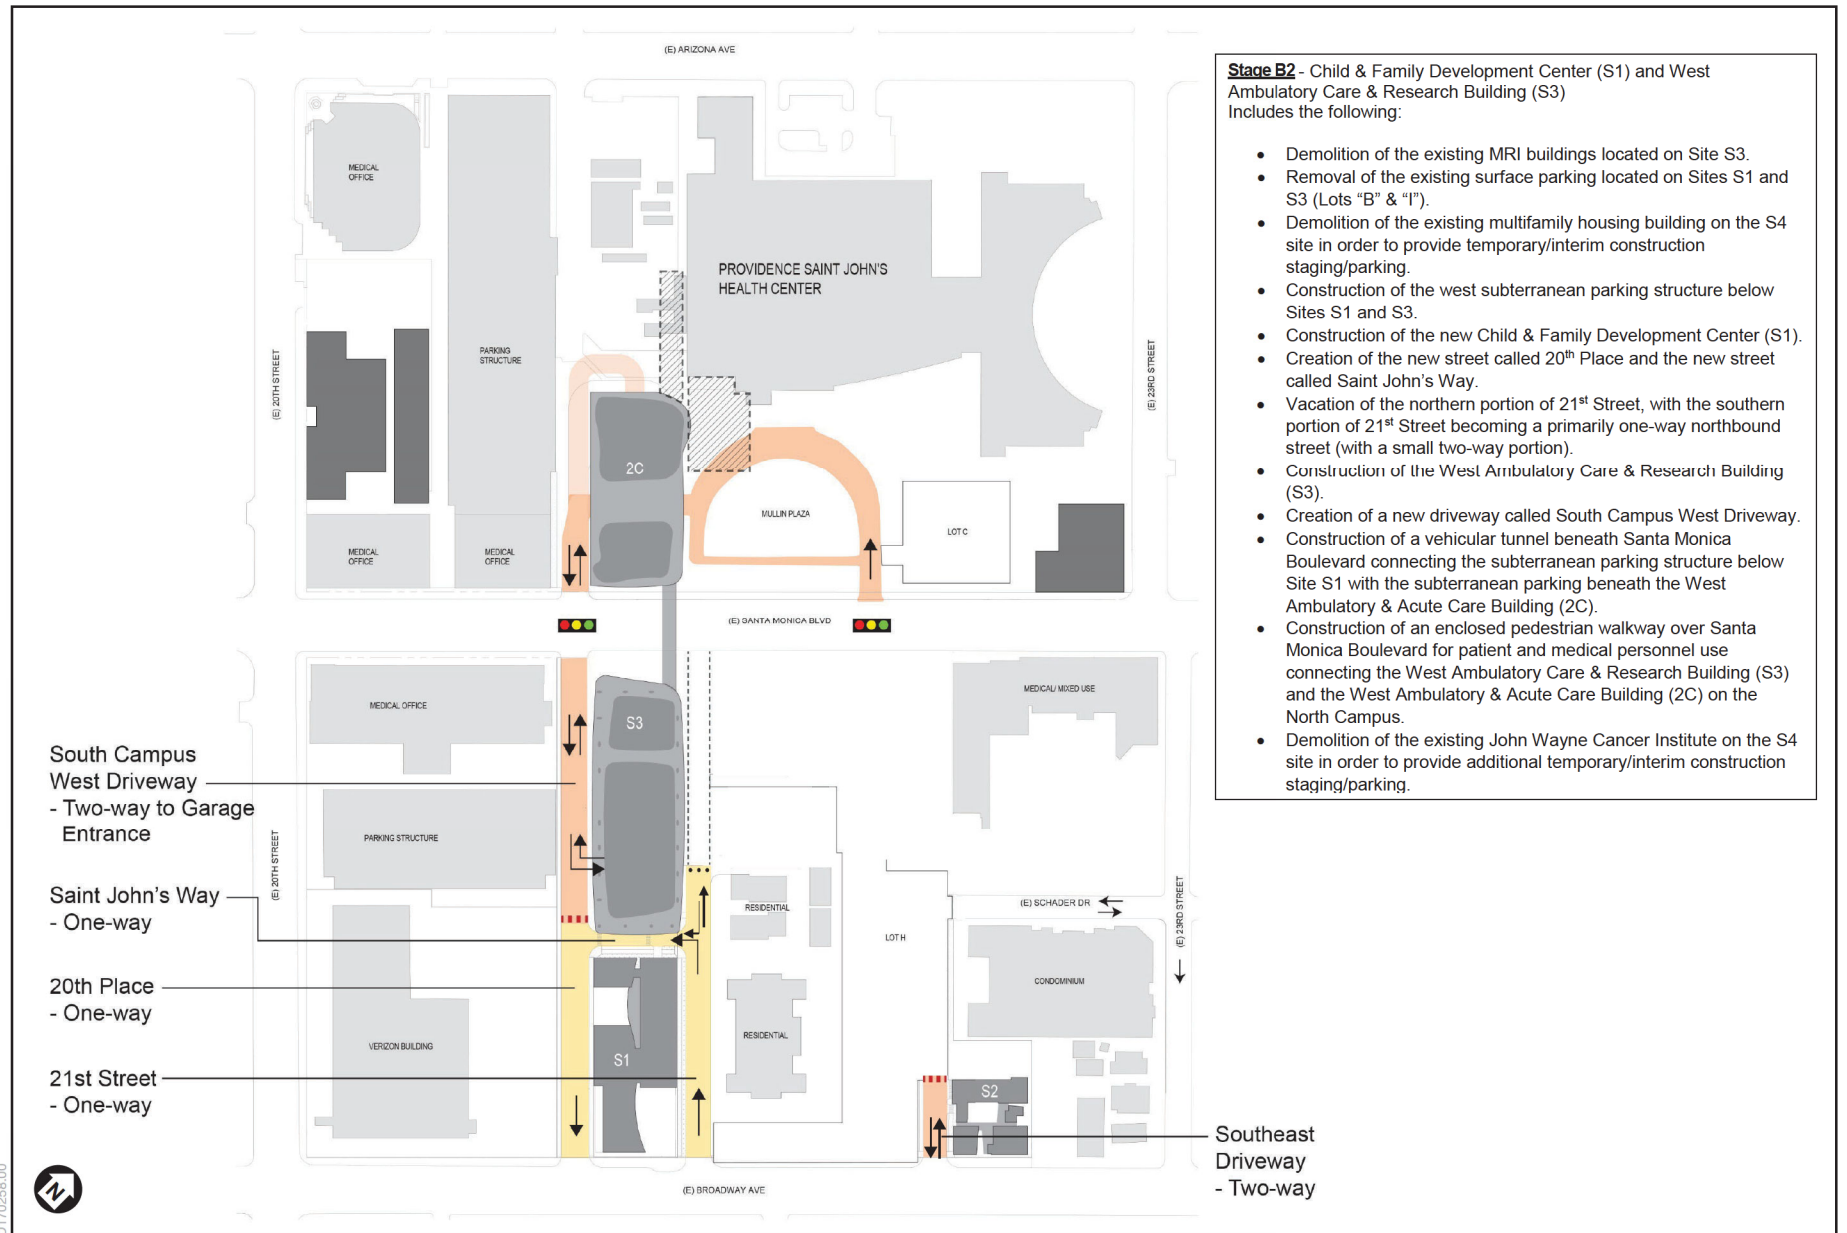 (E) ARIZONA AVE
Stage B2 - Child & Family Development Center (S1) and West
Ambulatory Care & Research Building (S3)
Includes the following:
• Demolition of the existing MRI buildings located on Site S3.
• Removal of the existing surface parking located on Sites S1 and
S3 (Lots “B” & “I”).
• Demolition of the existing multifamily housing building on the S4
site in order to provide temporary/interim construction
staging/parking.
• Construction of the west subterranean parking structure below
Sites S1 and S3.
• Construction of the new Child & Family Development Center (S1).
• Creation of the new street called 20th Place and the new street
called Saint John’s Way.
• Vacation of the northern portion of 21st Street, with the southern
portion of 21st Street becoming a primarily one-way northbound
street (with a small two-way portion).
• Construction of the West Ambulatory Care & Research Building
(S3).
• Creation of a new driveway called South Campus West Driveway.
• Construction of a vehicular tunnel beneath Santa Monica
Boulevard connecting the subterranean parking structure below
Site S1 with the subterranean parking beneath the West
Ambulatory & Acute Care Building (2C).
• Construction of an enclosed pedestrian walkway over Santa
Monica Boulevard for patient and medical personnel use
connecting the West Ambulatory Care & Research Building (S3)
and the West Ambulatory & Acute Care Building (2C) on the
North Campus.
• Demolition of the existing John Wayne Cancer Institute on the S4
site in order to provide additional temporary/interim construction
staging/parking.
MEDICAL
OFFICE
PROVIDENCE SAINT JOHN'S
HEALTH CENTER
PARKING
STRUCTURE
(E) 20TH STREET
(E) 23RD STREET
2C
MULLIN PLAZA
LOT C
MEDICAL
OFFICE
MEDICAL
OFFICE
(E) SANTA MONICA BLVD
MEDICAL OFFICE
S3
MEDICAL/ MIXED USE
South Campus
West Driveway
- Two-way to Garage
Entrance
PARKING STRUCTURE
(E) 20TH STREET
Saint John’s Way
- One-way
RESIDENTIAL
LOT H
(E) SCHADER DR
(E) 23RD STREET
20th Place
- One-way
CONDOMINIUM
VERIZON BUILDING
S1
RESIDENTIAL
21st Street
- One-way
S2
Southeast
Driveway
- Two-way
N
(E) BROADWAY AVE